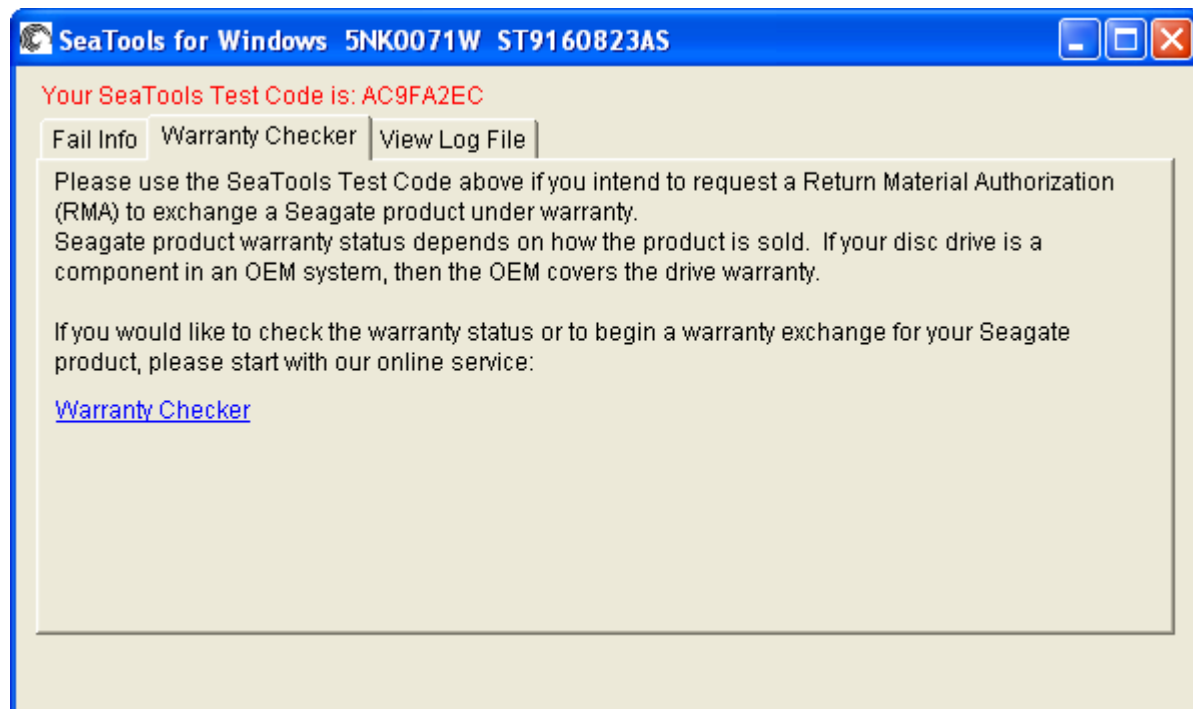 SeaTools for Windows 5NK0071W ST9160823AS
Your SeaTools Test Code is: AC9FA2EC
Fail Info Warranty Checker View Log File
Please use the SeaTools Test Code above if you intend to request a Return Material Authorization
(RMA) to exchange a Seagate product under warranty.
Seagate product warranty status depends on how the product is sold. If your disc drive is a
component in an OEM system, then the OEM covers the drive warranty.
If you would like to check the warranty status or to begin a warranty exchange for your Seagate
product, please start with our online service:
Warranty Checker